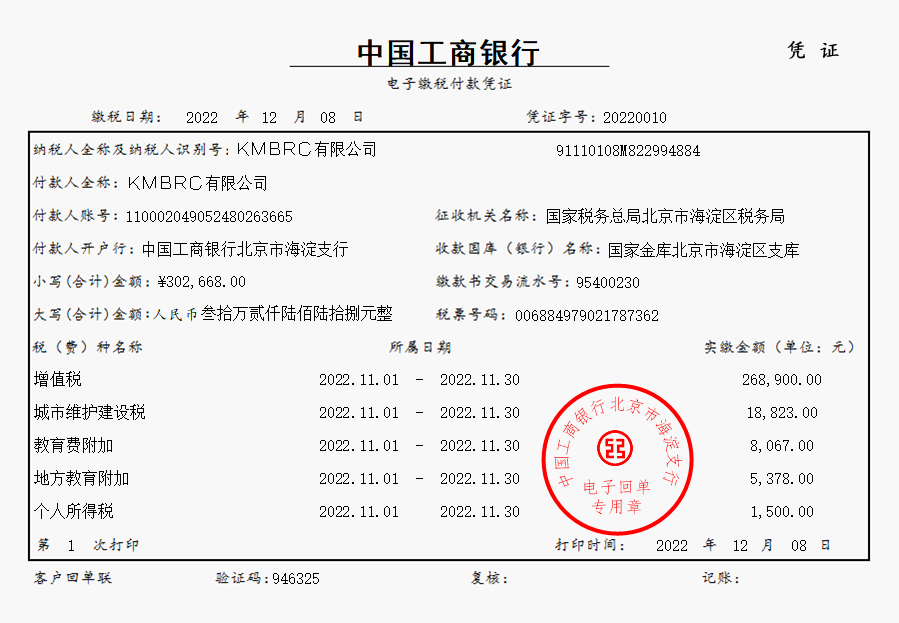 中国工商银行
凭 证
电子缴税付款凭证
缴税日期： 2022 年 12 月 08 日 凭证字号：20220010
纳税人全称及纳税人识别号：KMBRC有限公司 91110108M822994884
付款人全称：KMBRC有限公司
付款人账号：110002049052480263665 征收机关名称：国家税务总局北京市海淀区税务局
付款人开户行：中国工商银行北京市海淀支行 收款国库（银行）名称：国家金库北京市海淀区支库
小写(合计)金额：¥302,668.00 缴款书交易流水号：95400230
大写(合计)金额：人民币叁拾万贰仟陆佰陆拾捌元整 税票号码：006884979021787362
税（费）种名称 所属日期 实缴金额（单位：元）
增值税 2022.11.01 - 2022.11.30 268,900.00
城市维护建设税 2022.11.01 - 2022.11.30 18,823.00
教育费附加 2022.11.01 - 2022.11.30 8,067.00
地方教育附加 2022.11.01 - 2022.11.30 5,378.00
个人所得税 2022.11.01 2022.11.30 1,500.00
中国工商银行北京市海淀支行
电子回单
专用章
第 1 次打印 打印时间： 2022 年 12 月 08 日
客户回单联 验证码:946325 复核： 记账：